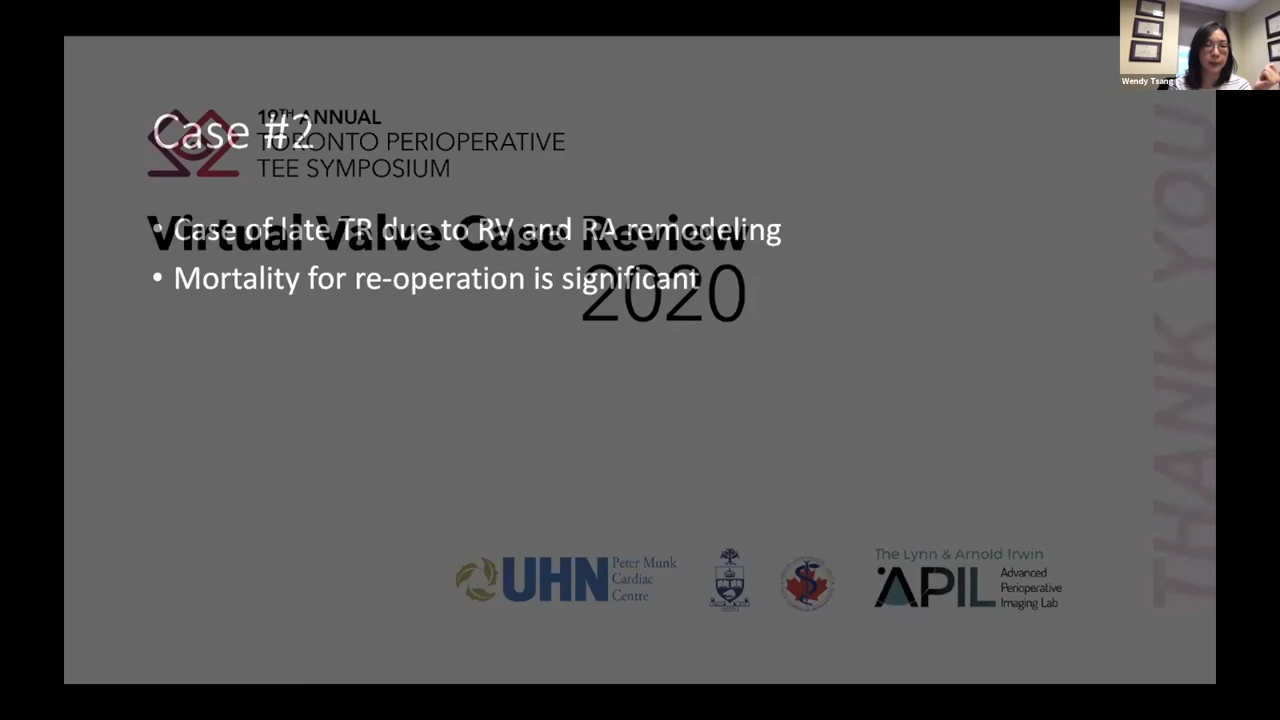 Wendy Tsang
Case #2
19TH ANNUAL
TORONTO PERIOPERATIVE
TEE SYMPOSIUM
Virtual Valve Case Review
2020
• Case of late TR due to RV and RA remodeling
• Mortality for re-operation is significant
THANK YOU
UHN
Peter Munk
Cardiac
Centre
The Lynn & Arnold Irwin
APIL
Advanced
Perioperative
Imaging Lab